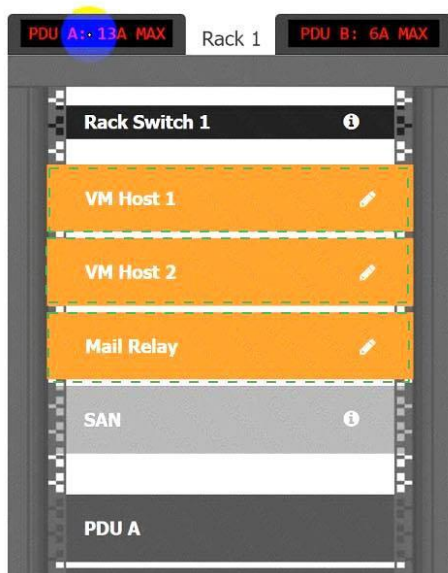 PDU A: 13A MAX
Rack 1
PDU B: 6A MAX
Rack Switch 1
VM Host 1
VM Host 2
Mail Relay
SAN
PDU A